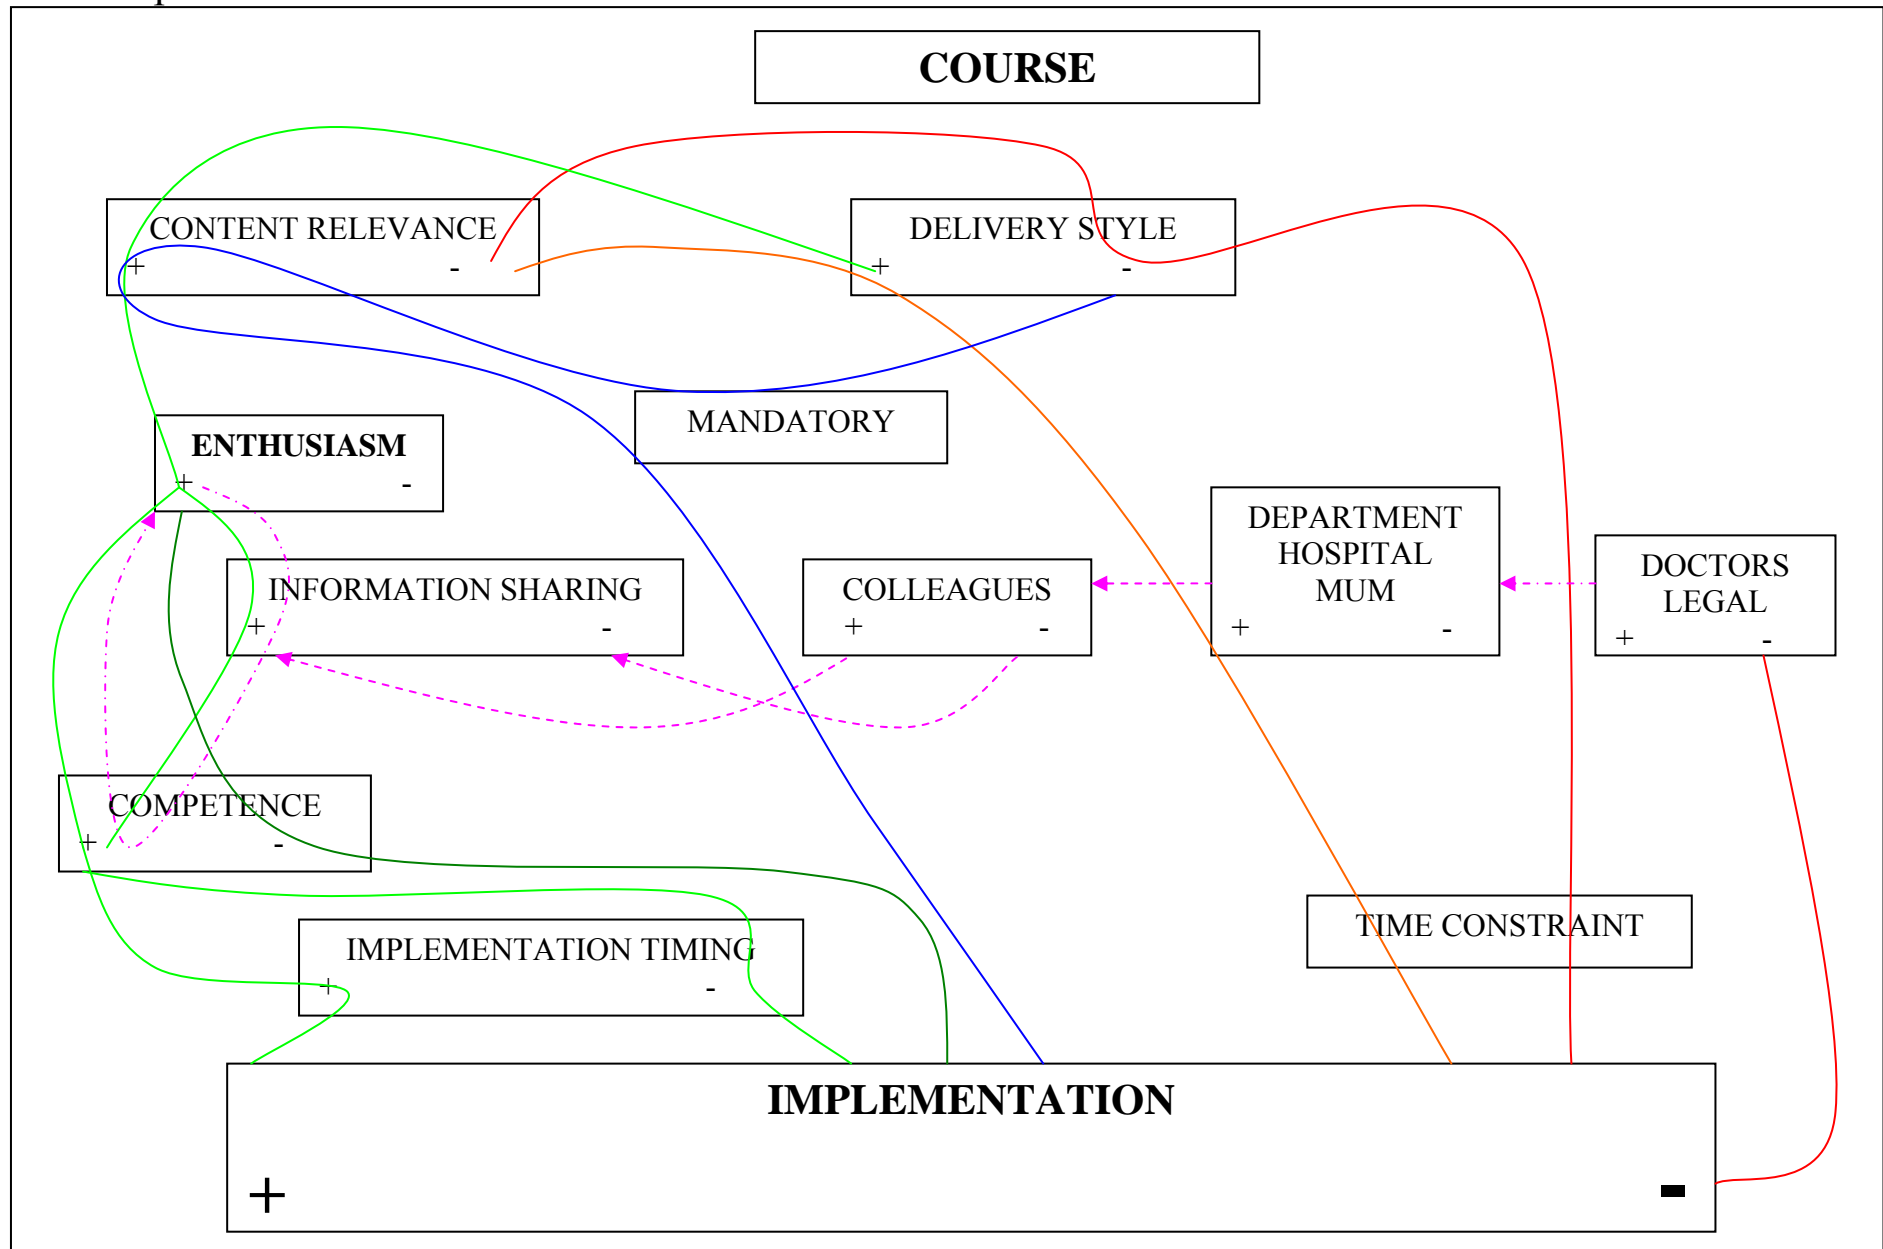 COURSE
CONTENT RELEVANCE
+ -
DELIVERY STYLE
+ -
MANDATORY
ENTHUSIASM
+ -
DEPARTMENT
HOSPITAL
MUM
+ -
DOCTORS
LEGAL
+ -
INFORMATION SHARING
+ -
COLLEAGUES
+ -
COMPETENCE
+ -
TIME CONSTRAINT
IMPLEMENTATION TIMING
+ -
IMPLEMENTATION
+ -